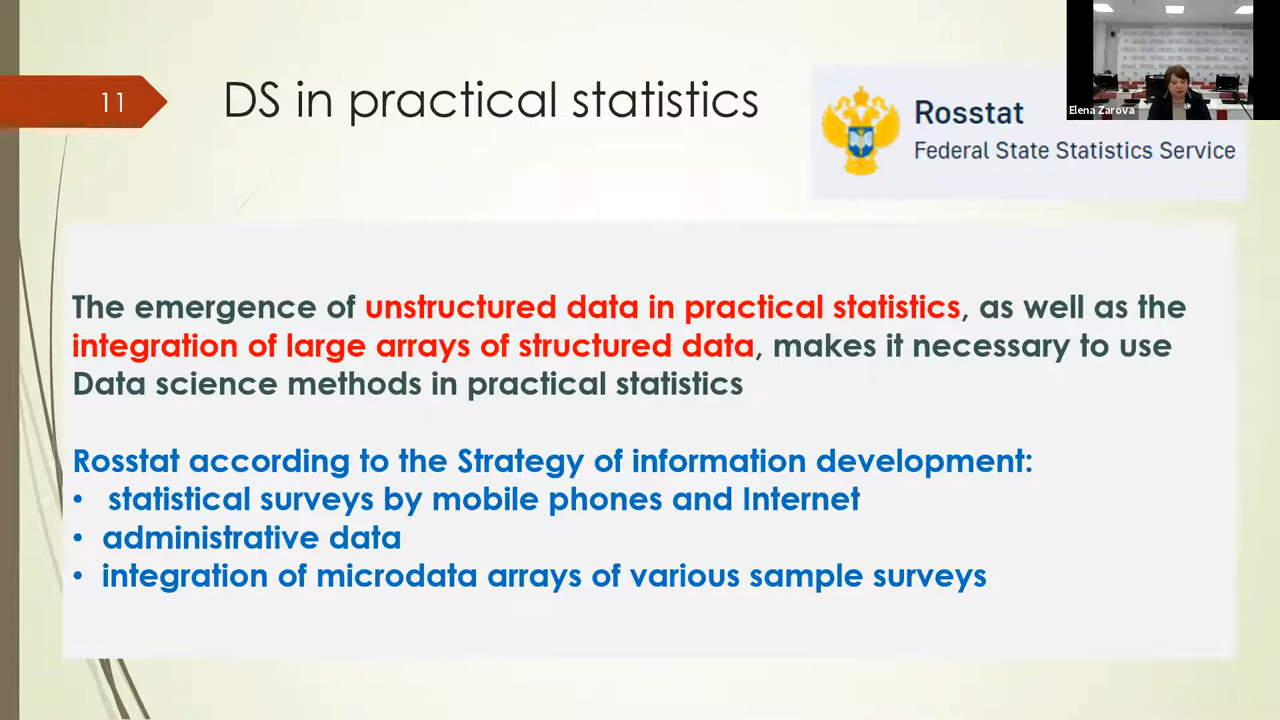 11
DS in practical statistics
Rosstat
Federal State Statistics Service
Elena Zarova
The emergence of unstructured data in practical statistics, as well as the
integration of large arrays of structured data, makes it necessary to use
Data science methods in practical statistics
Rosstat according to the Strategy of information development:
• statistical surveys by mobile phones and Internet
• administrative data
• integration of microdata arrays of various sample surveys